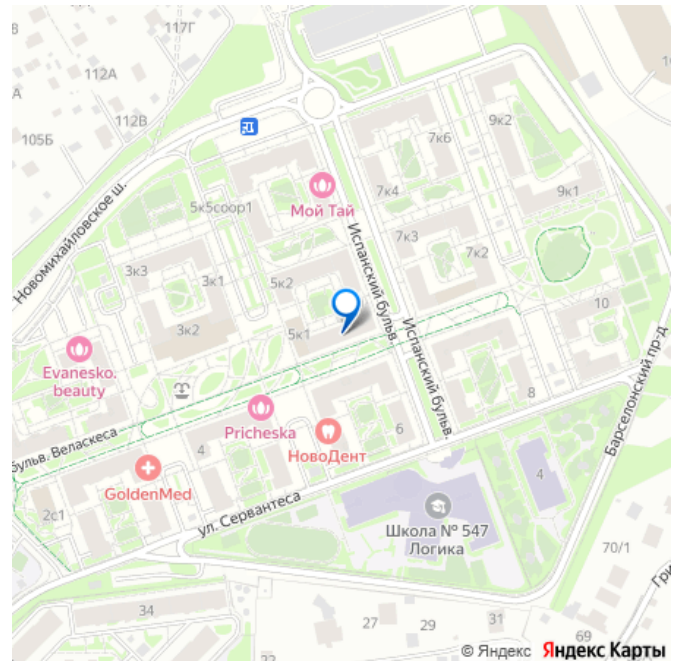 117Г
112А
112В
105Б
Новомихайловское ш.
5к5соор1
Мой Тай
7к6
9к2
7к4
9к1
7к3
7к2
Испанский бульв.
3к3
3к1
5к2
3к2
5к1
10
Evanesko.
beauty
Испанский бульв.
Барселонский пр-д
Pricheska
8
бульв. Веласкеса
НовоДент
6
4
GoldenMed
4
2с1
ул. Сервантеса
Школа № 547
Логика
70/1
34
27
29
31
69
© Яндекс Яндекс Карты